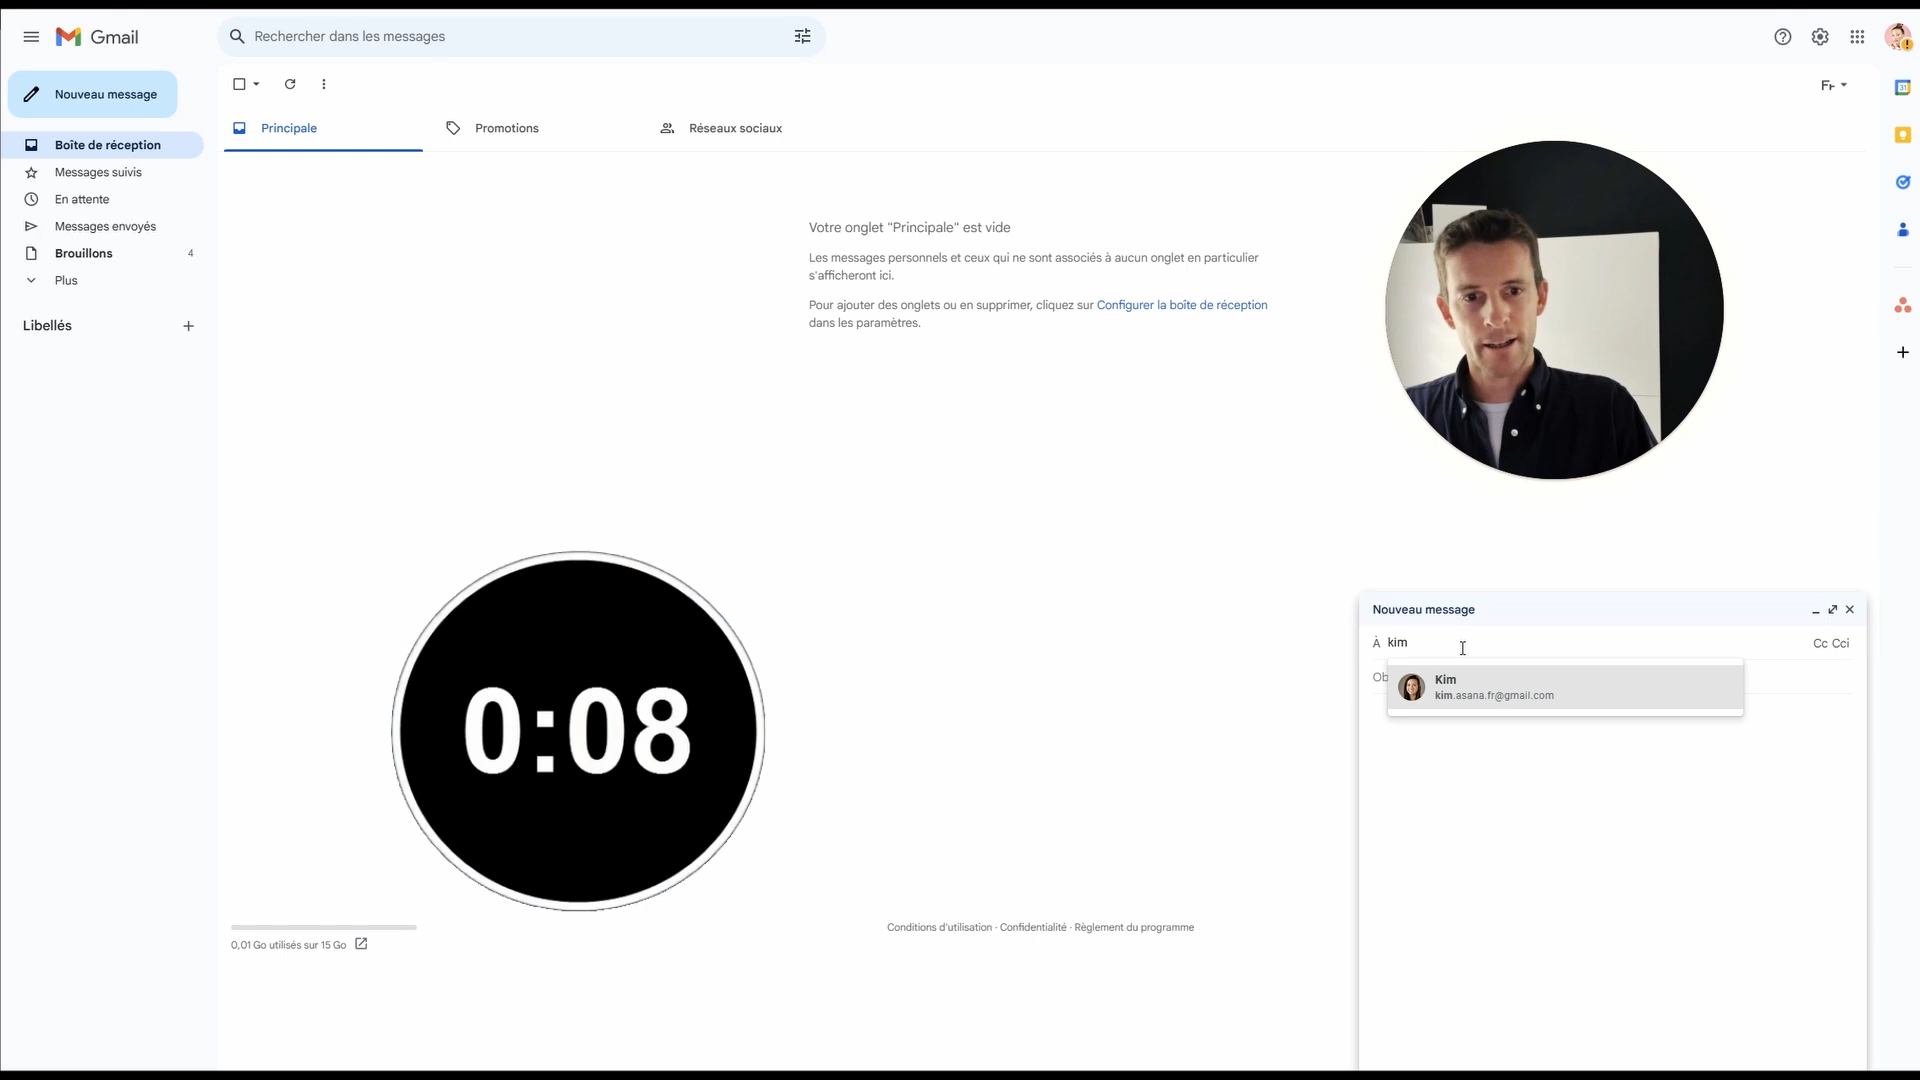 Gmail
Rechercher dans les messages
Nouveau message
Boîte de réception
Messages suivis
En attente
Messages envoyés
Brouillons 4
Plus
Libellés
Principale
Promotions
Réseaux sociaux
Votre onglet "Principale" est vide
Les messages personnels et ceux qui ne sont associés à aucun onglet en particulier
s'afficheront ici.
Pour ajouter des onglets ou en supprimer, cliquez sur Configurer la boîte de réception
dans les paramètres.
31
0:08
Nouveau message
À kim Cc Cci
Ob
Kim
kim.asana.fr@gmail.com
0,01 Go utilisés sur 15 Go
Conditions d'utilisation · Confidentialité · Règlement du programme